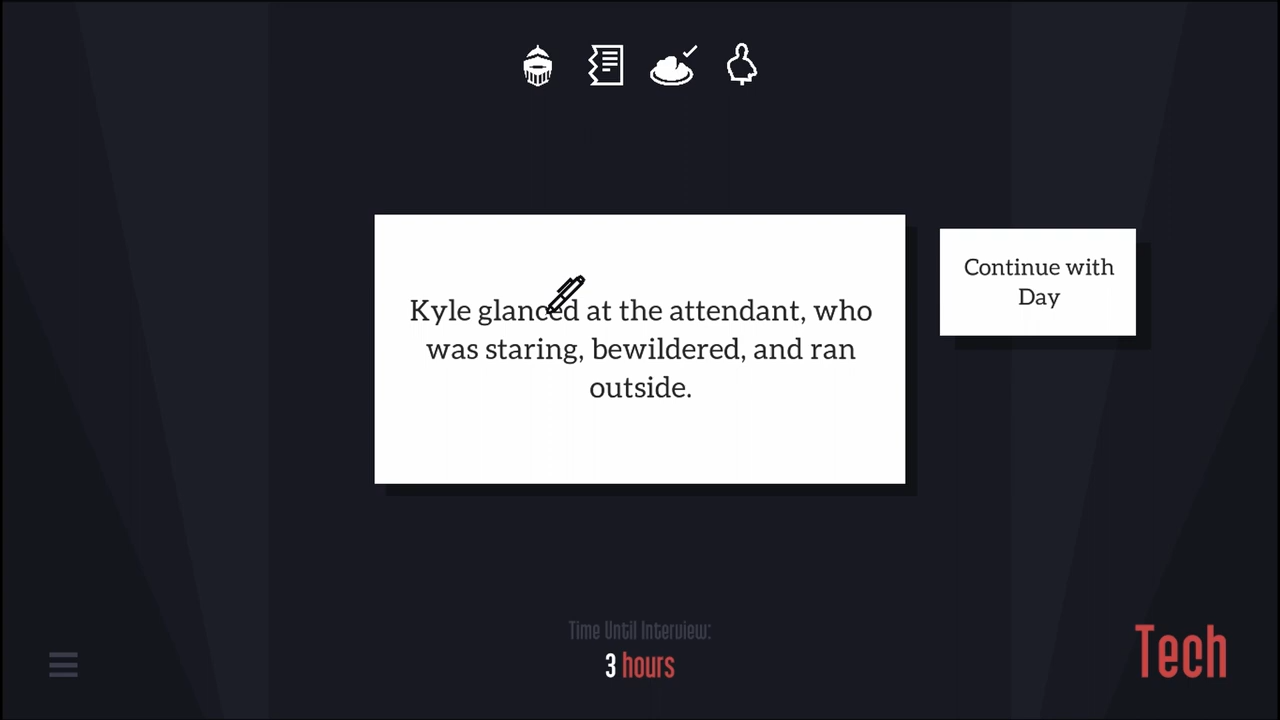 Kyle glanced at the attendant, who
was staring, bewildered, and ran
outside.
Continue with
Day
Time Until Interview:
3 hours
Tech